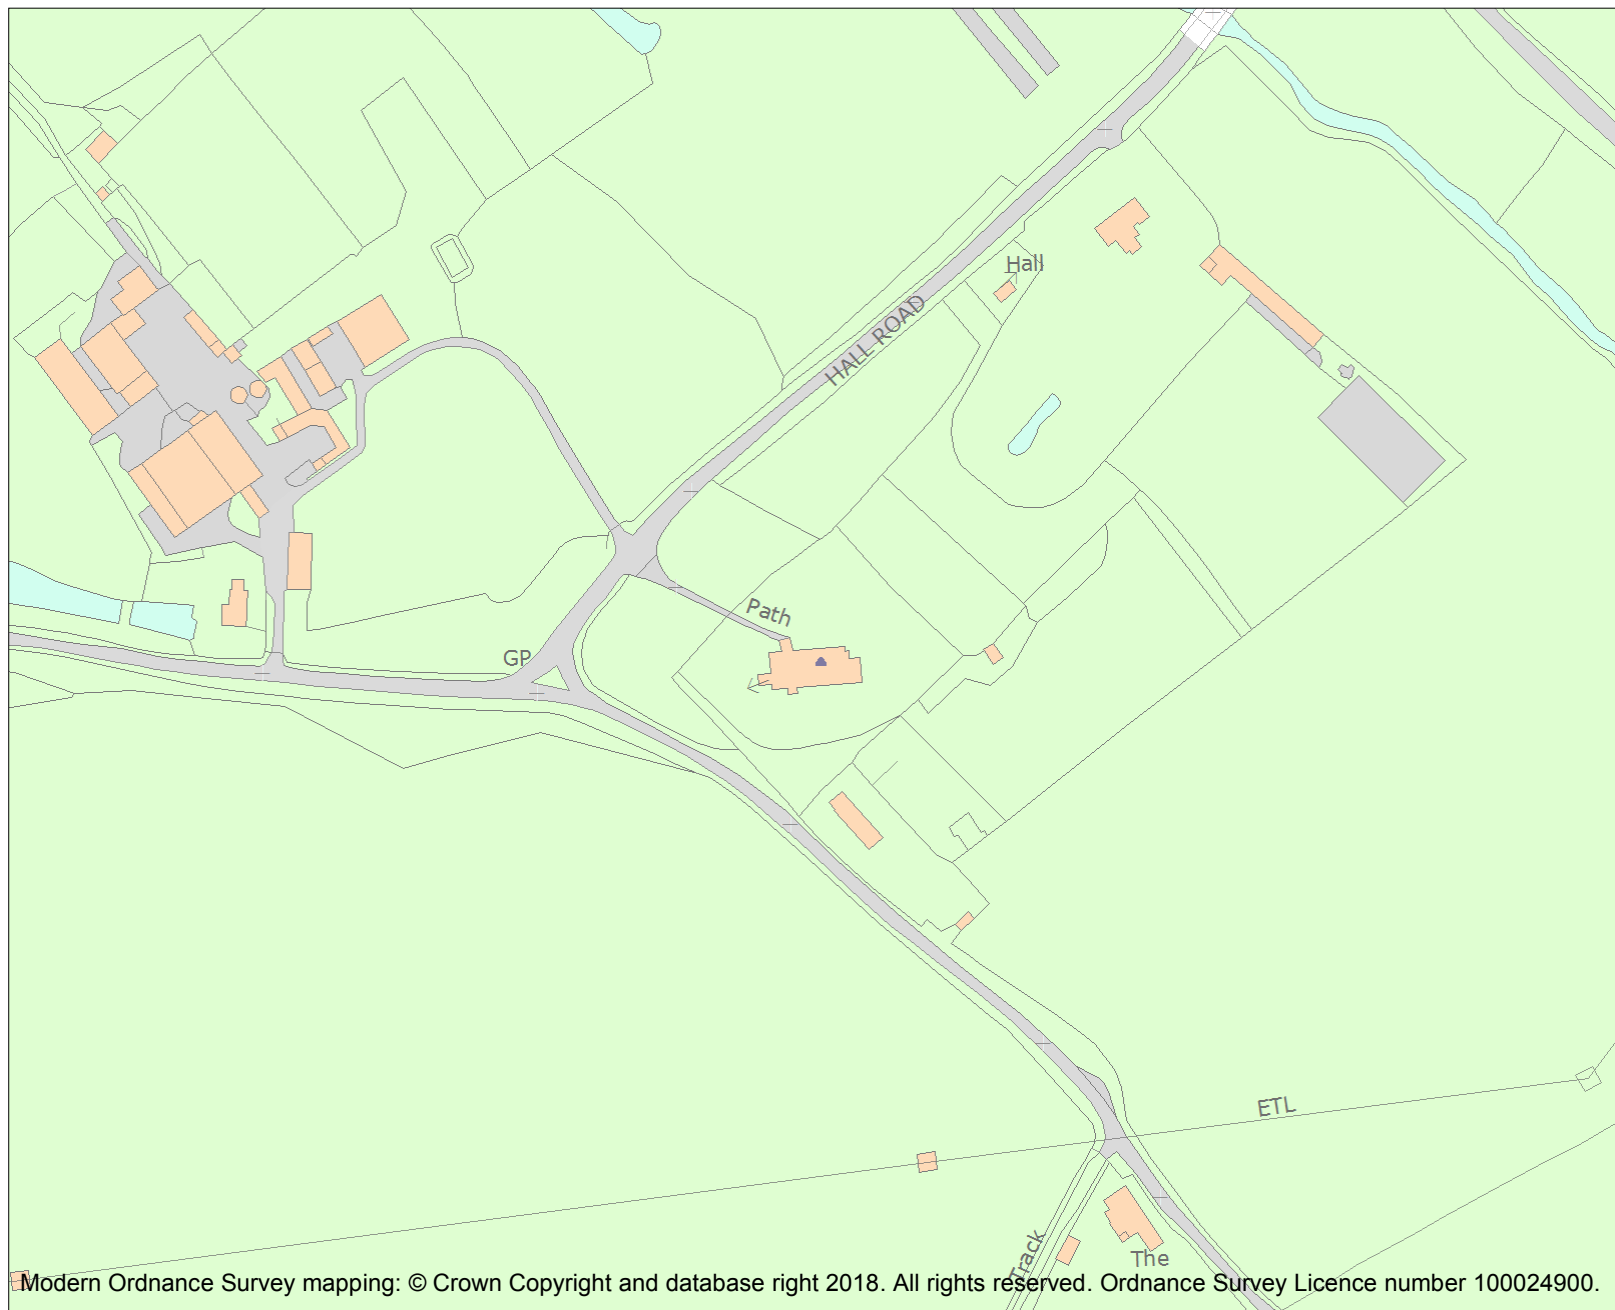 Hall
HALL ROAD
Path
GP
ETL
Track
The
Modern Ordnance Survey mapping: © Crown Copyright and database right 2018. All rights reserved. Ordnance Survey Licence number 100024900.